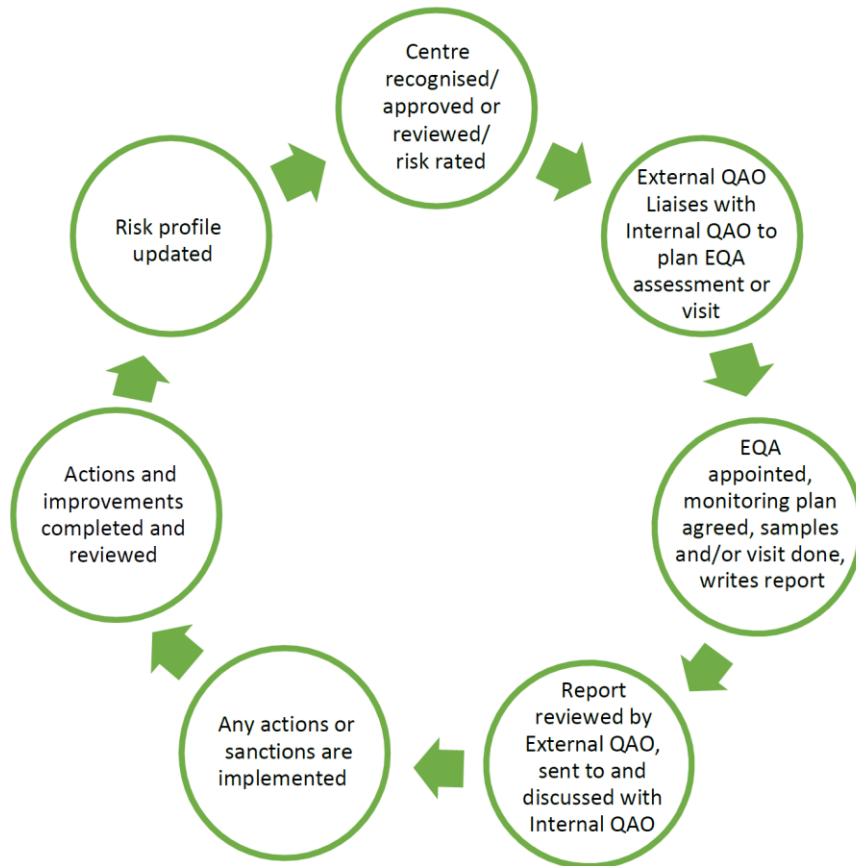 Centre
recognised/
approved or
reviewed/
risk rated
External QAO
Liaises with
Internal QAO to
plan EQA
assessment or
visit
EQA
appointed,
monitoring plan
agreed, samples
and/or visit done,
writes report
Report
reviewed by
External QAO,
sent to and
discussed with
Internal QAO
Any actions or
sanctions are
implemented
Actions and
improvements
completed and
reviewed
Risk profile
updated